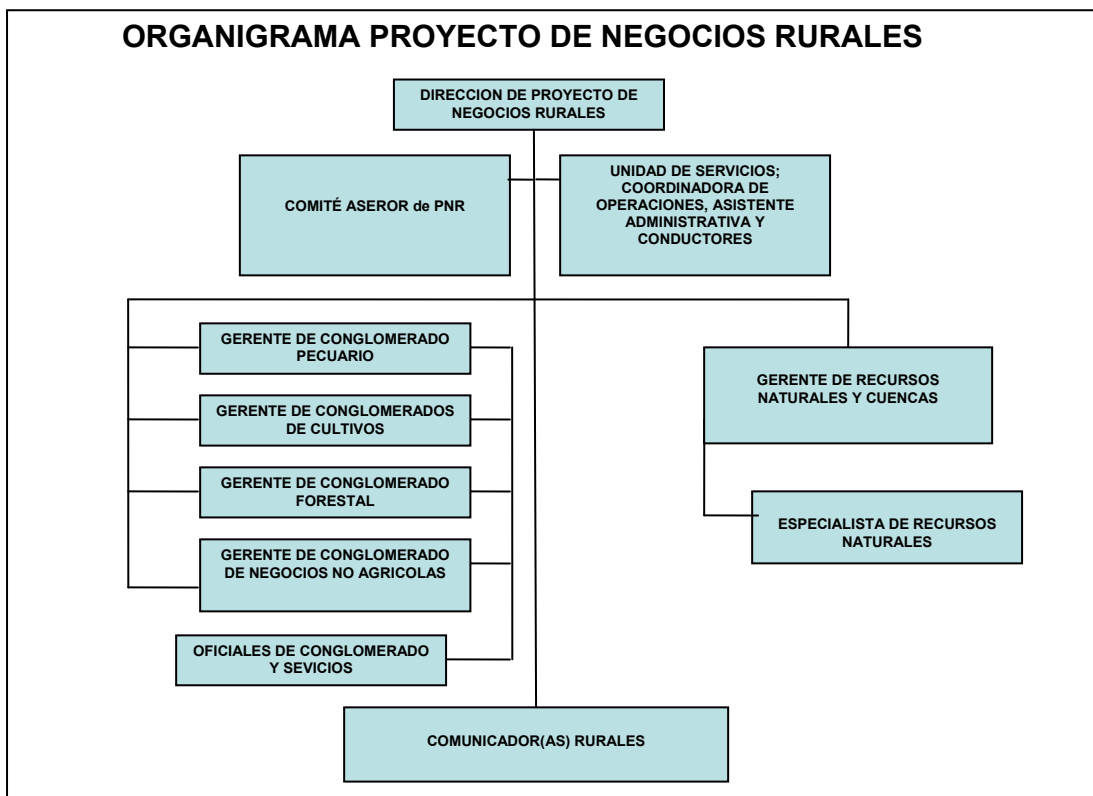 ORGANIGRAMA PROYECTO DE NEGOCIOS RURALES
DIRECCION DE PROYECTO DE
NEGOCIOS RURALES
COMITÉ ASEROR de PNR
UNIDAD DE SERVICIOS;
COORDINADORA DE
OPERACIONES, ASISTENTE
ADMINISTRATIVA Y
CONDUCTORES
GERENTE DE CONGLOMERADO
PECUARIO
GERENTE DE CONGLOMERADOS
DE CULTIVOS
GERENTE DE CONGLOMERADO
FORESTAL
GERENTE DE CONGLOMERADO
DE NEGOCIOS NO AGRICOLAS
OFICIALES DE CONGLOMERADO
Y SEVICIOS
GERENTE DE RECURSOS
NATURALES Y CUENCAS
ESPECIALISTA DE RECURSOS
NATURALES
COMUNICADOR(AS) RURALES